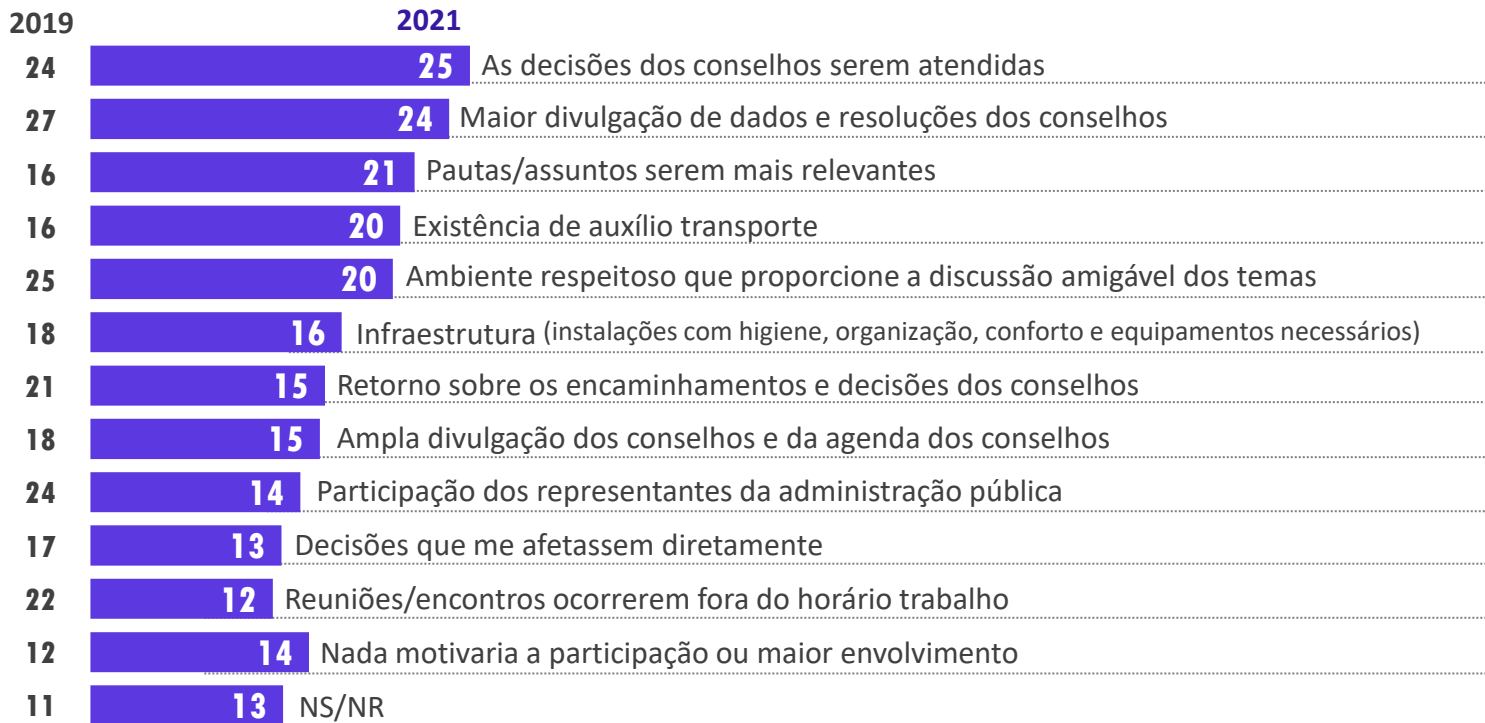 2019 2021
24 25 As decisões dos conselhos serem atendidas
27 24 Maior divulgação de dados e resoluções dos conselhos
16 21 Pautas/assuntos serem mais relevantes
16 20 Existência de auxílio transporte
25 20 Ambiente respeitoso que proporcione a discussão amigável dos temas
18 16 Infraestrutura (instalações com higiene, organização, conforto e equipamentos necessários)
21 15 Retorno sobre os encaminhamentos e decisões dos conselhos
18 15 Ampla divulgação dos conselhos e da agenda dos conselhos
24 14 Participação dos representantes da administração pública
17 13 Decisões que me afetassem diretamente
22 12 Reuniões/encontros ocorrerem fora do horário trabalho
12 14 Nada motivaria a participação ou maior envolvimento
11 13 NS/NR